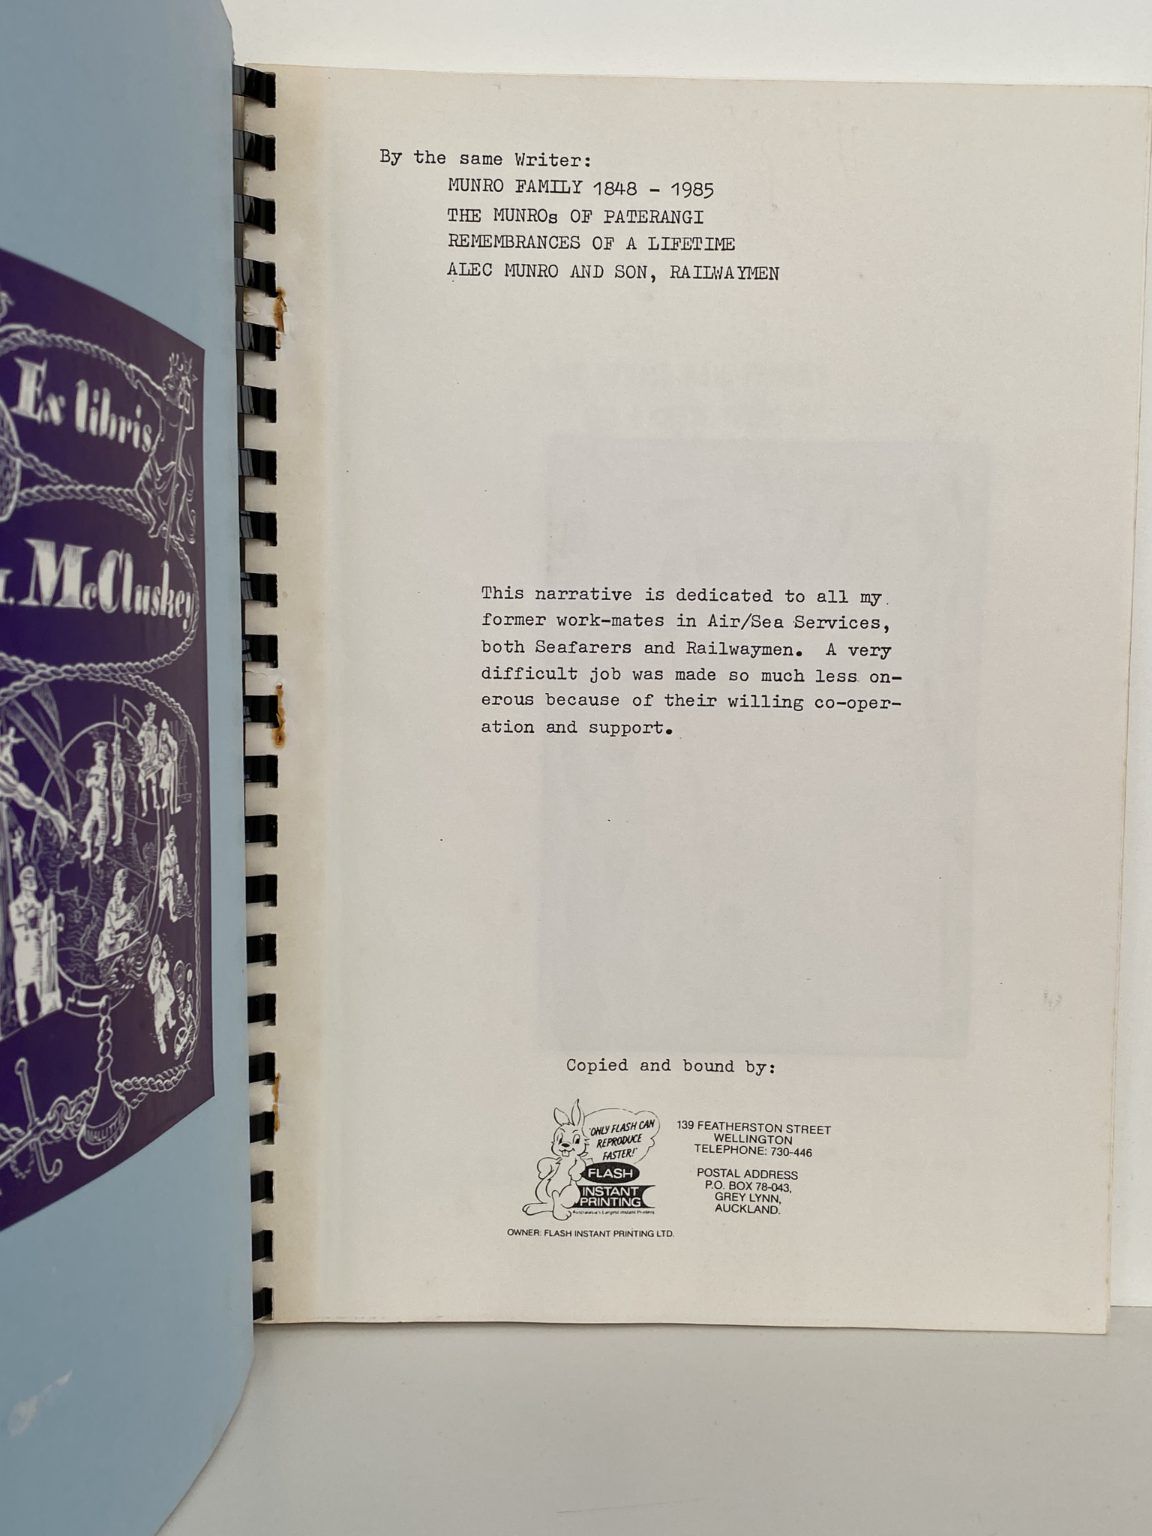 Ex libris
McCluskey
By the same Writer:
MUNRO FAMILY 1848 - 1985
THE MUNROs OF PATERANGI
REMEMBRANCES OF A LIFETIME
ALEC MUNRO AND SON, RAILWAYMEN
This narrative is dedicated to all my
former work-mates in Air/Sea Services,
both Seafarers and Railwaymen. A very
difficult job was made so much less on-
erous because of their willing co-oper-
ation and support.
Copied and bound by:
"ONLY FLASH CAN
REPRODUCE
FASTER!"
FLASH
INSTANT
PRINTING
Australasia's Largest Instant Printers
OWNER: FLASH INSTANT PRINTING LTD.
139 FEATHERSTON STREET
WELLINGTON
TELEPHONE: 730-446
POSTAL ADDRESS
P.O. BOX 78-043,
GREY LYNN,
AUCKLAND.